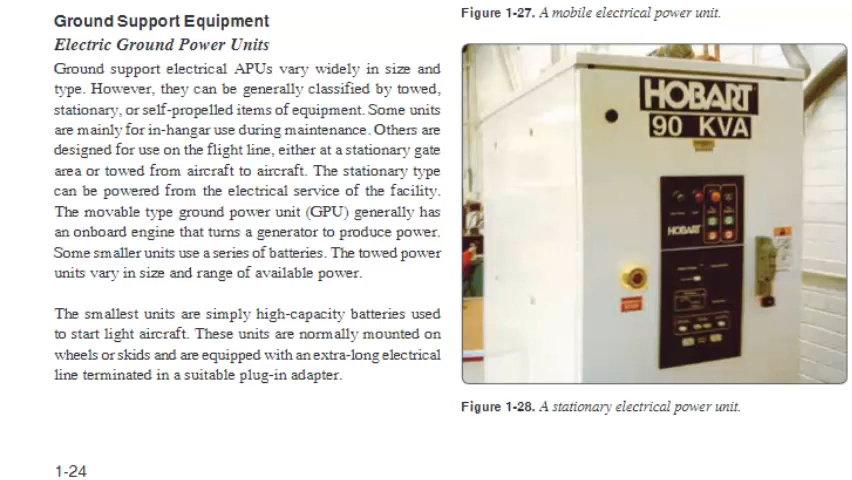 Ground Support Equipment
Electric Ground Power Units
Ground support electrical APUs vary widely in size and
type. However, they can be generally classified by towed,
stationary, or self-propelled items of equipment. Some units
are mainly for in-hangar use during maintenance. Others are
designed for use on the flight line, either at a stationary gate
area or towed from aircraft to aircraft. The stationary type
can be powered from the electrical service of the facility.
The movable type ground power unit (GPU) generally has
an onboard engine that turns a generator to produce power.
Some smaller units use a series of batteries. The towed power
units vary in size and range of available power.
The smallest units are simply high-capacity batteries used
to start light aircraft. These units are normally mounted on
wheels or skids and are equipped with an extra-long electrical
line terminated in a suitable plug-in adapter.
1-24
Figure 1-27. A mobile electrical power unit.
HOBART
90 KVA
HOBART
Figure 1-28. A stationary electrical power unit.